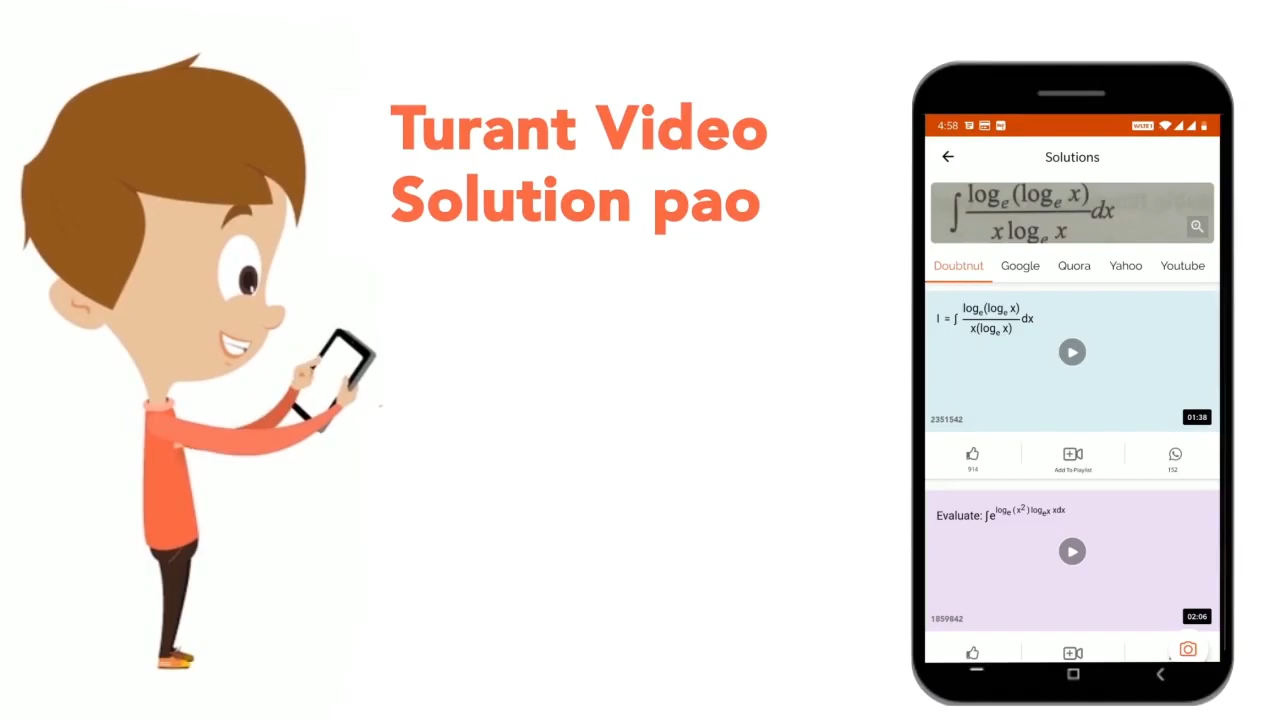 Turant Video
Solution pao
4:58
Solutions
∫ logₑ(logₑ x) / x logₑ x dx
Doubtnut Google Quora Yahoo Youtube
I = ∫ logₑ(logₑ x) / x(logₑ x) dx
2351542 01:38
914 Add To Playlist 152
Evaluate: ∫e^logₑ(x²)logₑx xdx
1859842 02:06